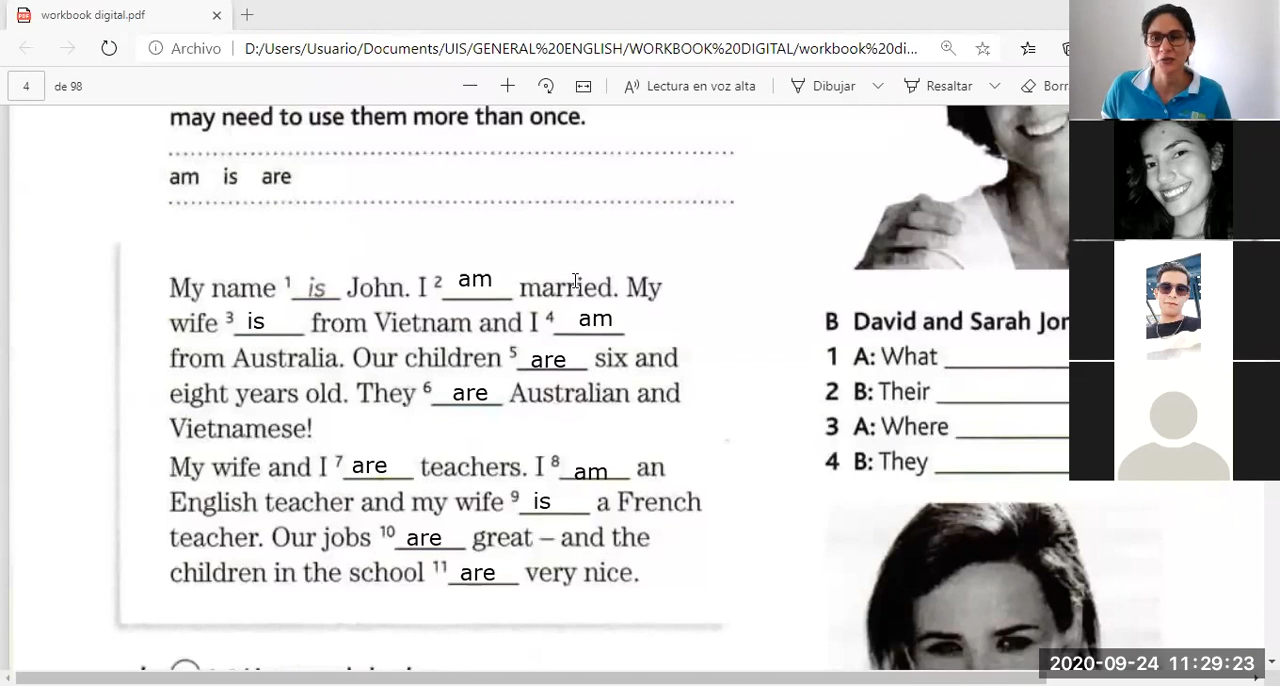 workbook digital.pdf
Archivo D:/Users/Usuario/Documents/UIS/GENERAL%20ENGLISH/WORKBOOK%20DIGITAL/workbook%20di...
4 de 98 Lectura en voz alta Dibujar Resaltar Bor
may need to use them more than once.
am is are
My name 1 is John. I 2 am married. My
wife 3 is from Vietnam and I 4 am
from Australia. Our children 5 are six and
eight years old. They 6 are Australian and
Vietnamese!
My wife and I 7 are teachers. I 8 am an
English teacher and my wife 9 is a French
teacher. Our jobs 10 are great – and the
children in the school 11 are very nice.
B David and Sarah Jor
1 A: What
2 B: Their
3 A: Where
4 B: They
2020-09-24 11:29:23